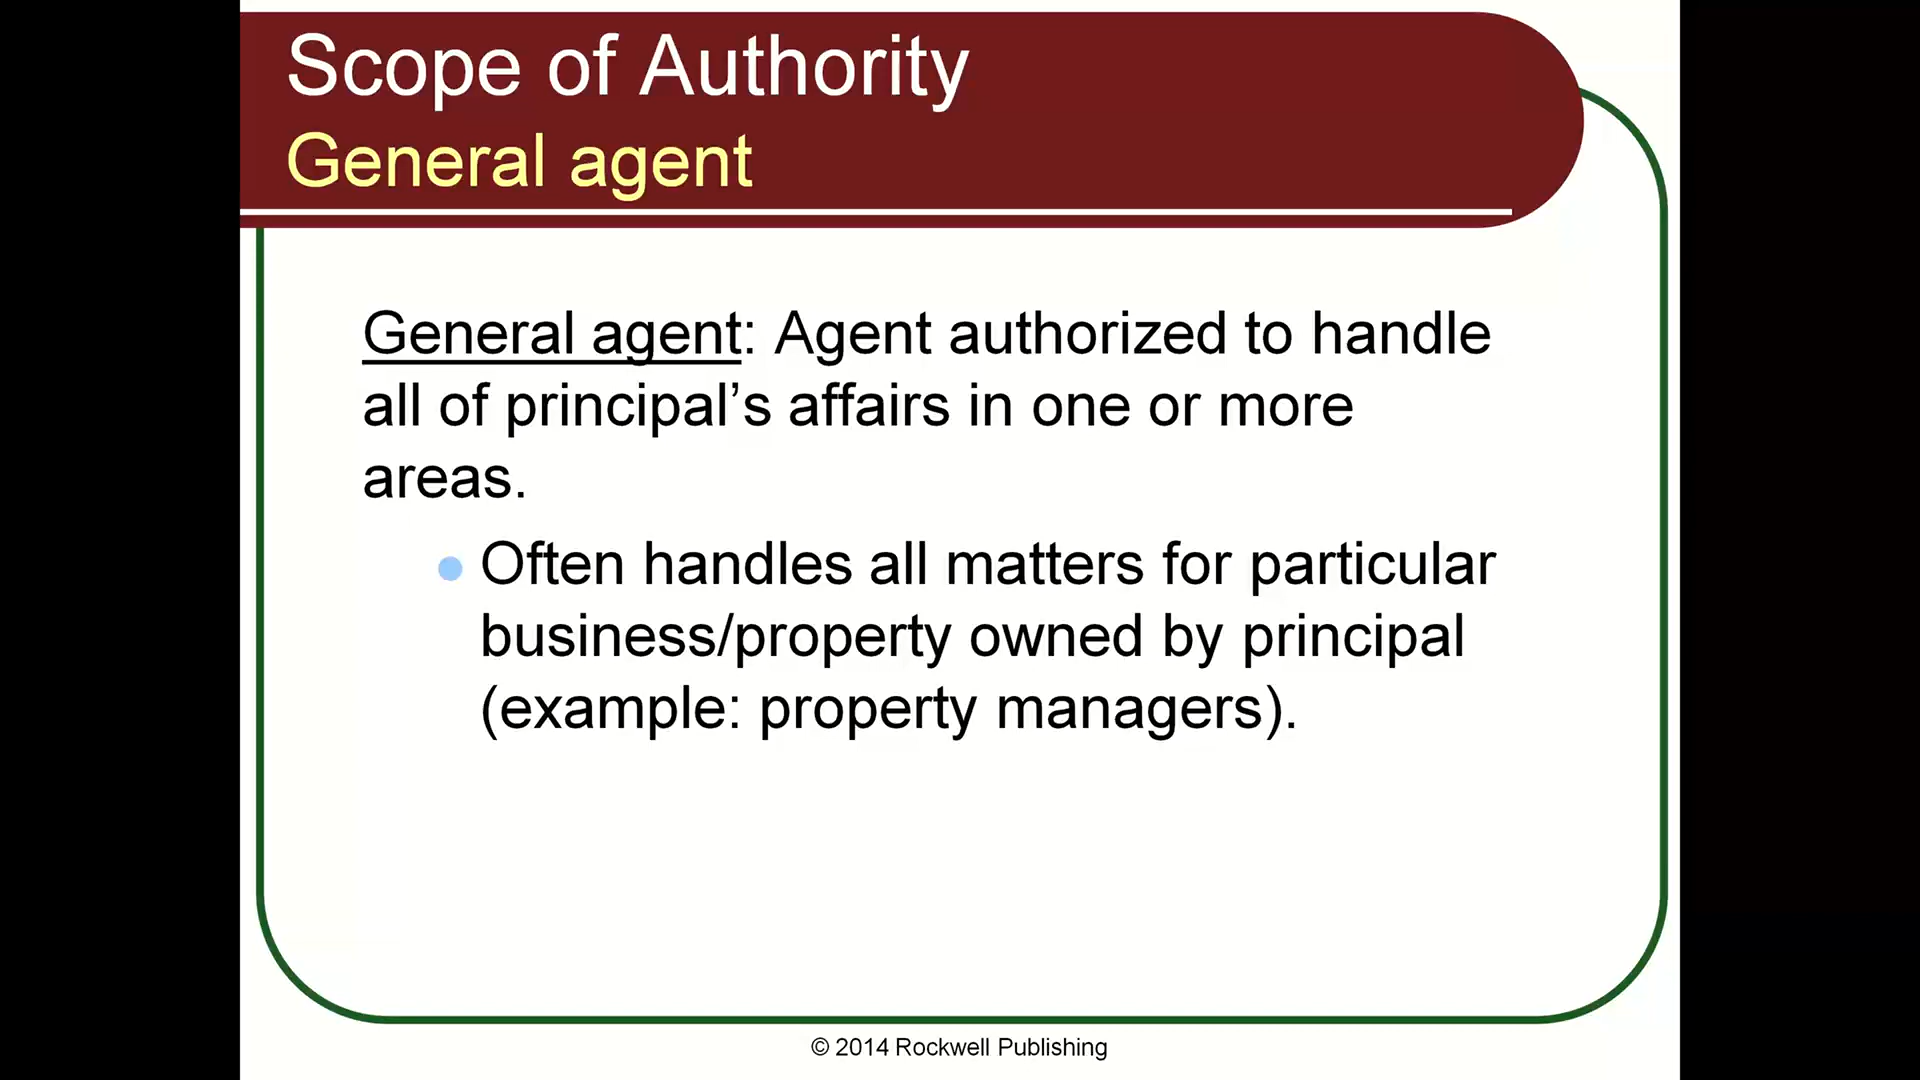 Scope of Authority
General agent
General agent: Agent authorized to handle
all of principal’s affairs in one or more
areas.
Often handles all matters for particular
business/property owned by principal
(example: property managers).
© 2014 Rockwell Publishing